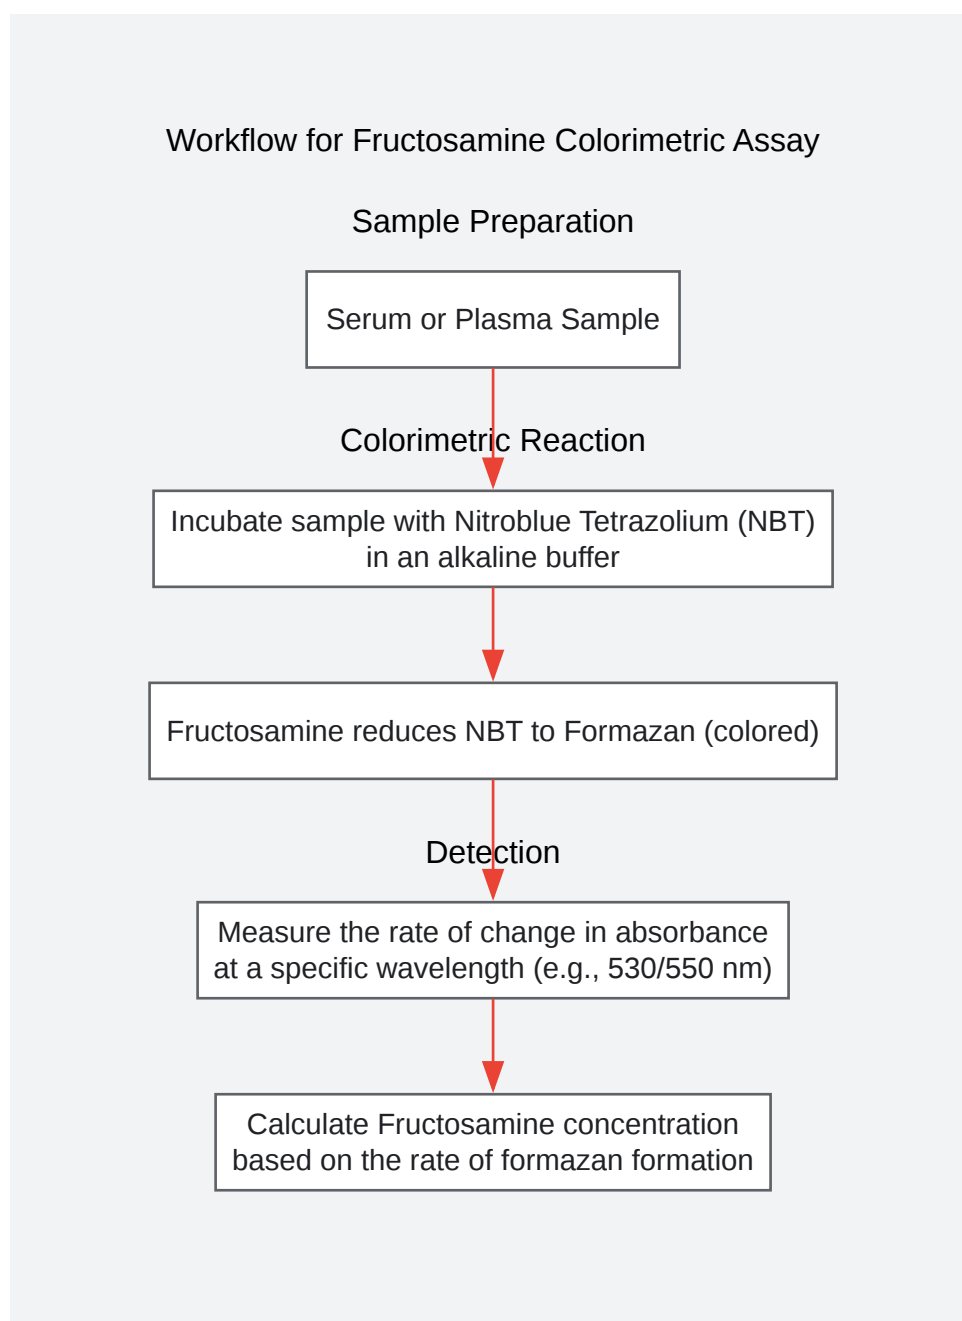 Workflow for Fructosamine Colorimetric Assay
Sample Preparation
Serum or Plasma Sample
Colorimetric Reaction
Incubate sample with Nitroblue Tetrazolium (NBT)
in an alkaline buffer
Fructosamine reduces NBT to Formazan (colored)
Detection
Measure the rate of change in absorbance
at a specific wavelength (e.g., 530/550 nm)
Calculate Fructosamine concentration
based on the rate of formazan formation